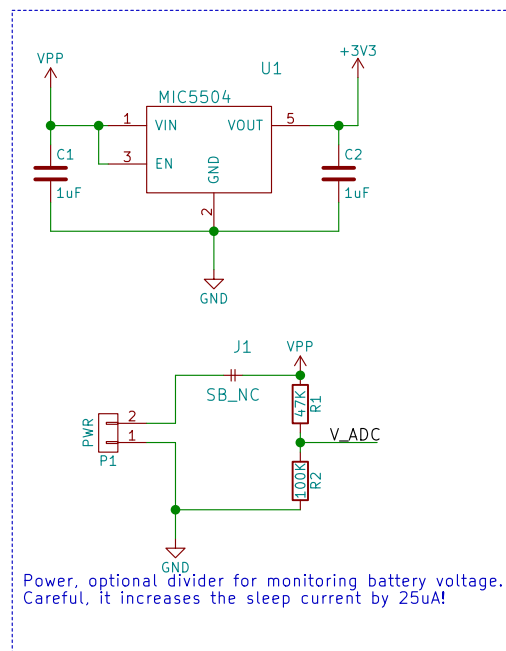 VPP
+3V3
U1
MIC5504
1
VIN
VOUT
5
C1
3
EN
C2
1uF
GND
1uF
2
GND
J1
VPP
SB_NC
47K
R1
PWR
2
1
V_ADC
P1
100K
R2
GND
Power, optional divider for monitoring battery voltage.
Careful, it increases the sleep current by 25uA!